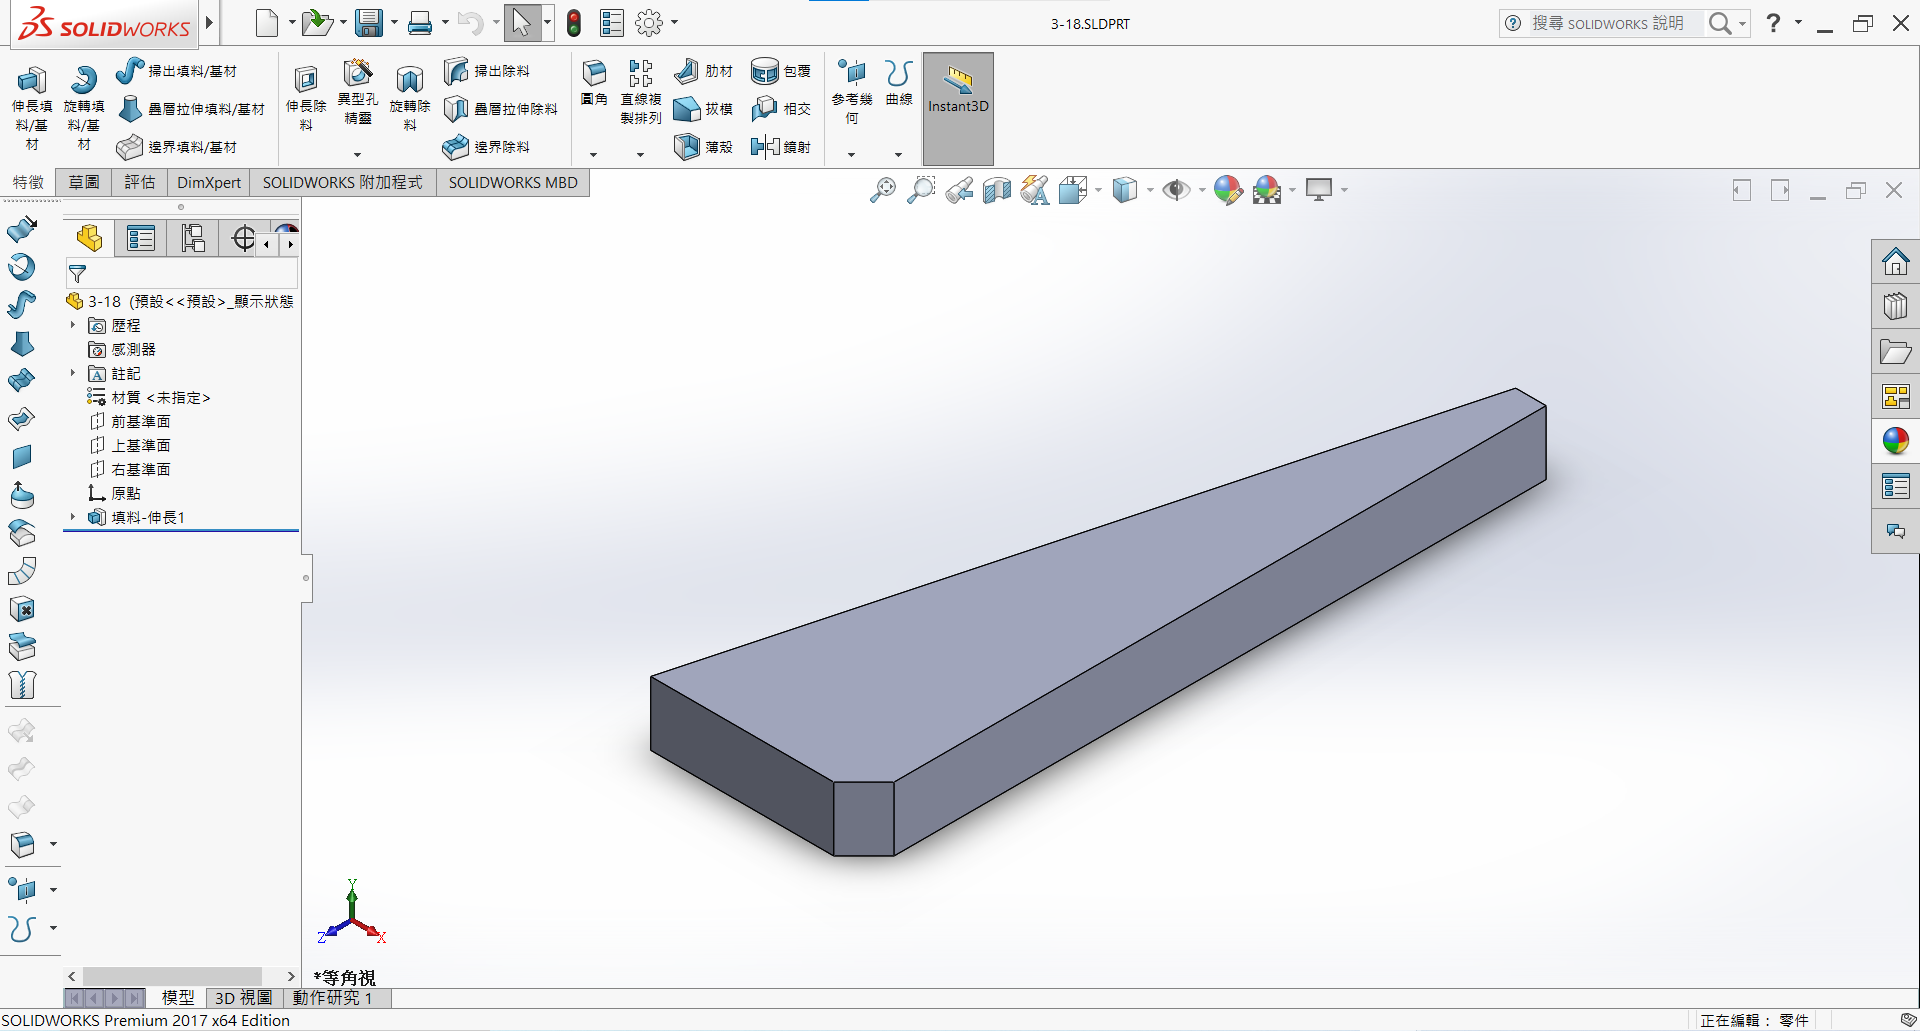 SOLIDWORKS
3-18.SLDPRT
搜尋 SOLIDWORKS 說明
伸長填料/基材
旋轉填料/基材
掃出填料/基材
疊層拉伸填料/基材
邊界填料/基材
伸長除料
異型孔精靈
旋轉除料
掃出除料
疊層拉伸除料
邊界除料
圓角
直線複製排列
肋材
拔模
薄殼
包覆
相交
鏡射
參考幾何
曲線
Instant3D
特徵
草圖
評估
DimXpert
SOLIDWORKS 附加程式
SOLIDWORKS MBD
3-18 (預設<<預設>_顯示狀態
歷程
感測器
註記
材質 <未指定>
前基準面
上基準面
右基準面
原點
填料-伸長1
Y
Z
X
*等角視
模型
3D 視圖
動作研究 1
SOLIDWORKS Premium 2017 x64 Edition
正在編輯： 零件